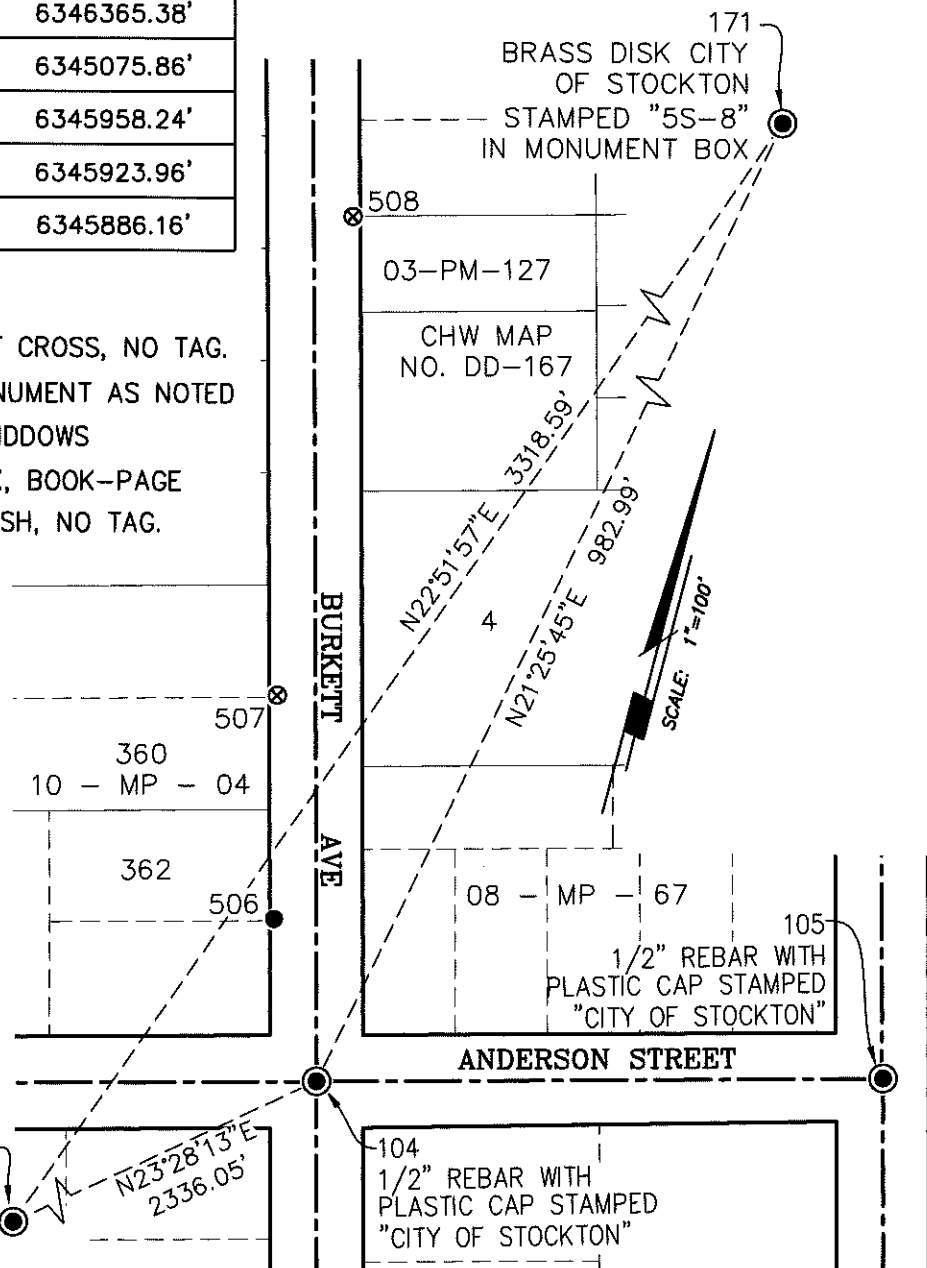 6346365.38'
6345075.86'
6345958.24'
6345923.96'
6345886.16'
171
BRASS DISK CITY
OF STOCKTON
STAMPED "5S-8"
IN MONUMENT BOX
508
03-PM-127
CHW MAP
NO. DD-167
CROSS, NO TAG.
NUMENT AS NOTED
DDOWS
, BOOK-PAGE
SH, NO TAG.
N22°51'57"E 3318.59'
N21°25'45"E 982.99'
4
SCALE: 1"=100'
BURKETT AVE
507
360
10 - MP - 04
362
506
08 - MP - 67
105
1/2" REBAR WITH
PLASTIC CAP STAMPED
"CITY OF STOCKTON"
ANDERSON STREET
N23°28'13"E
2336.05'
104
1/2" REBAR WITH
PLASTIC CAP STAMPED
"CITY OF STOCKTON"